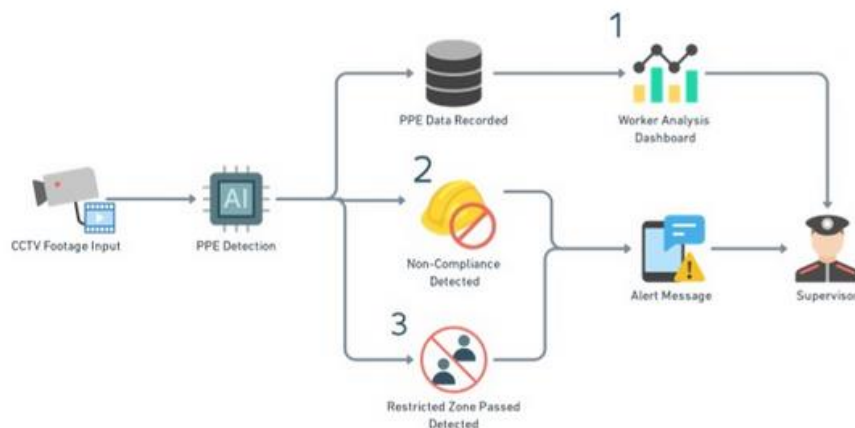 1
PPE Data Recorded
Worker Analysis
Dashboard
AI
CCTV Footage Input
PPE Detection
2
Non-Compliance
Detected
Alert Message
Supervisor
3
Restricted Zone Passed
Detected